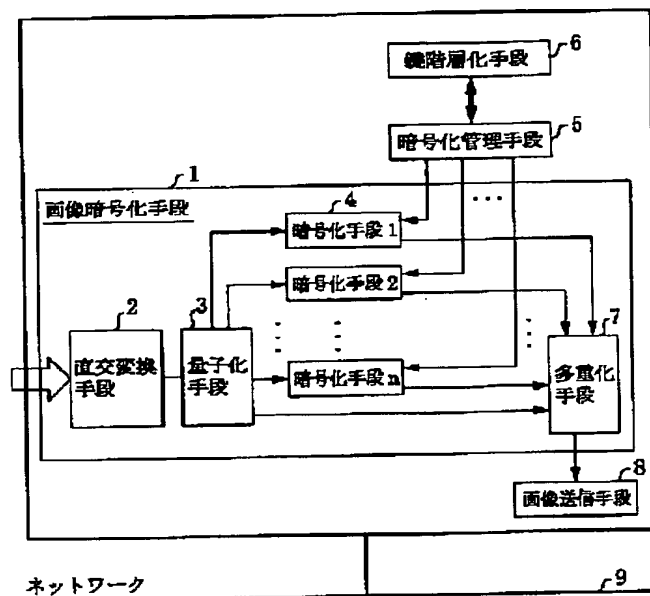 6
鍵階層化手段
5
暗号化管理手段
1
画像暗号化手段
4
暗号化手段1
暗号化手段2
2
直交変換
手段
3
量子化
手段
暗号化手段n
7
多重化
手段
8
画像送信手段
ネットワーク
9